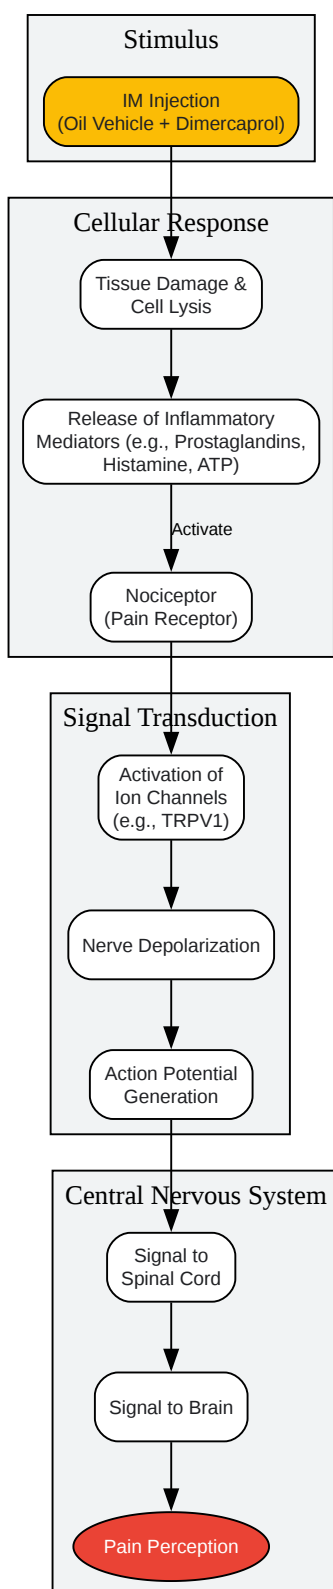 Stimulus
IM Injection
(Oil Vehicle + Dimercaprol)
Cellular Response
Tissue Damage &
Cell Lysis
Release of Inflammatory
Mediators (e.g., Prostaglandins,
Histamine, ATP)
Activate
Nociceptor
(Pain Receptor)
Signal Transduction
Activation of
Ion Channels
(e.g., TRPV1)
Nerve Depolarization
Action Potential
Generation
Central Nervous System
Signal to
Spinal Cord
Signal to Brain
Pain Perception